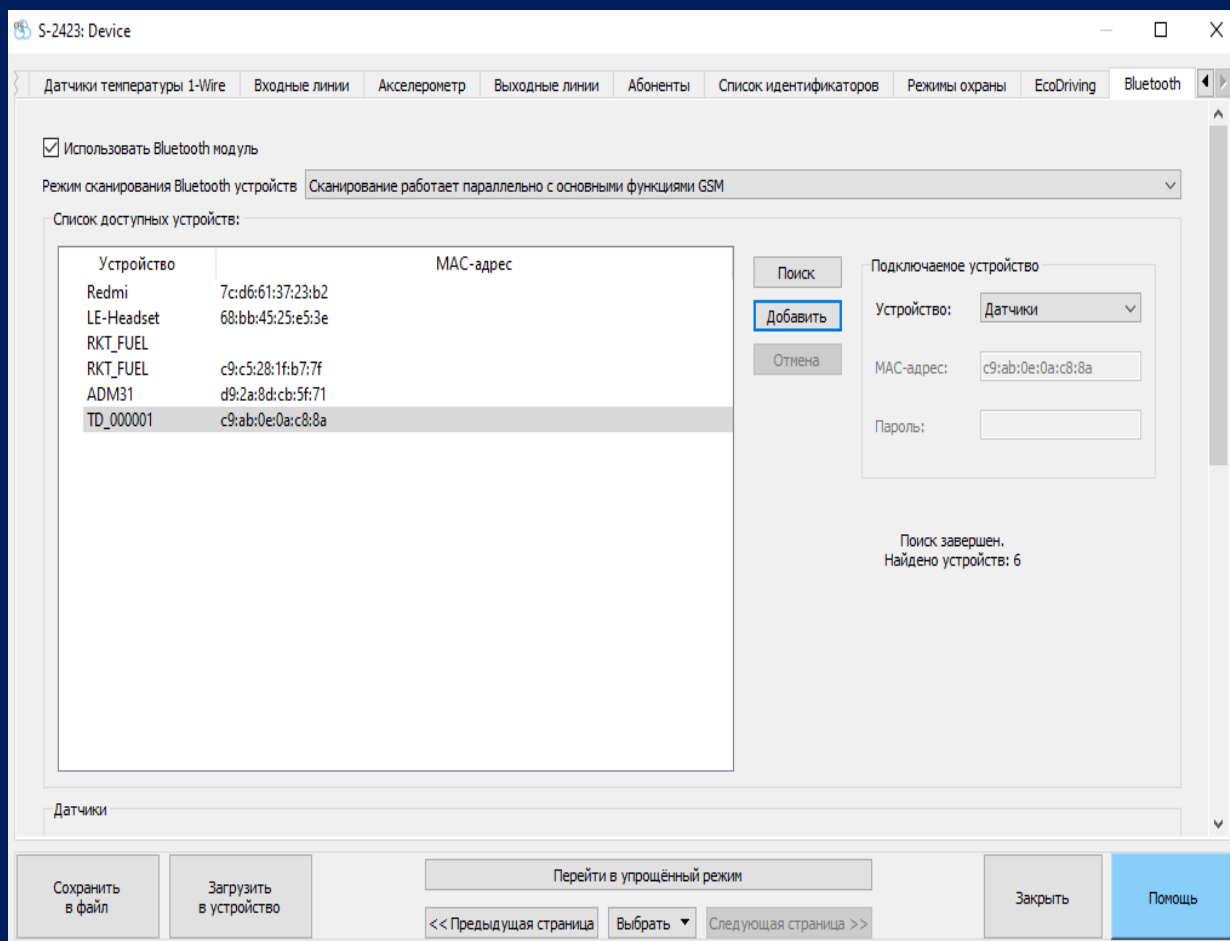 S-2423: Device
Датчики температуры 1-Wire Входные линии Акселерометр Выходные линии Абоненты Список идентификаторов Режимы охраны EcoDriving Bluetooth
Использовать Bluetooth модуль
Режим сканирования Bluetooth устройств Сканирование работает параллельно с основными функциями GSM
Список доступных устройств:
Устройство MAC-адрес
Redmi 7c:d6:61:37:23:b2
LE-Headset 68:bb:45:25:e5:3e
RKT_FUEL
RKT_FUEL c9:c5:28:1f:b7:7f
ADM31 d9:2a:8d:cb:5f:71
TD_000001 c9:ab:0e:0a:c8:8a
Поиск
Добавить
Отмена
Подключаемое устройство
Устройство: Датчики
MAC-адрес: c9:ab:0e:0a:c8:8a
Пароль:
Поиск завершен.
Найдено устройств: 6
Датчики
Сохранить
в файл
Загрузить
в устройство
Перейти в упрощённый режим
<< Предыдущая страница Выбрать Следующая страница >>
Закрыть
Помощь